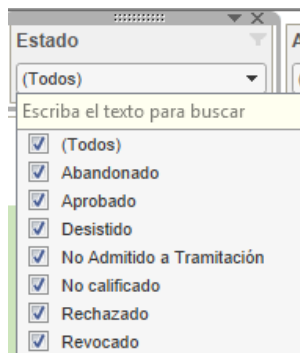 Estado
(Todos)
Escriba el texto para buscar
(Todos)
Abandonado
Aprobado
Desistido
No Admitido a Tramitación
No calificado
Rechazado
Revocado